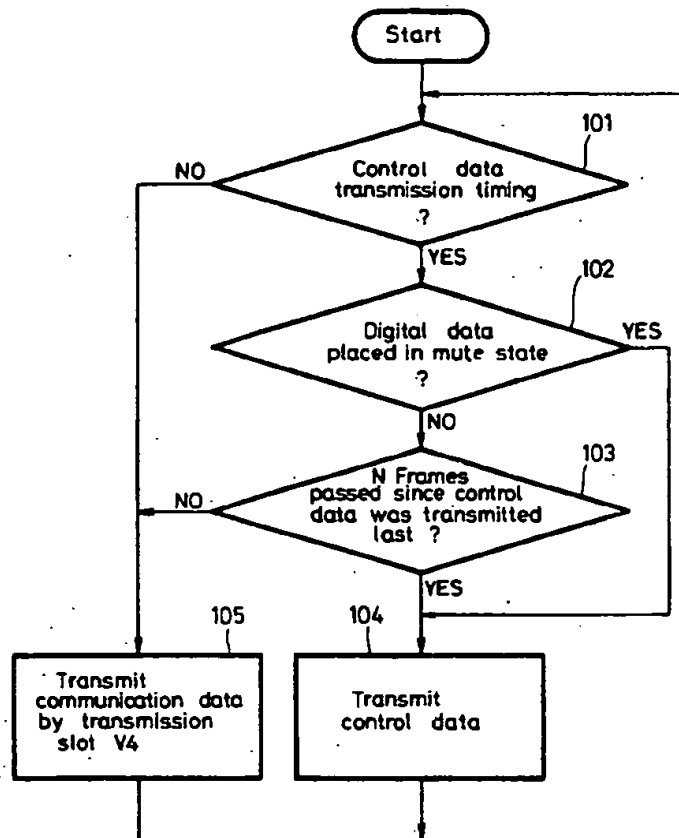 Start
101
Control data
transmission timing
?
NO
YES
102
Digital data
placed in mute state
?
YES
NO
103
N Frames
passed since control
data was transmitted
last ?
NO
YES
105
104
Transmit
communication data
by transmission
slot V4
Transmit
control data